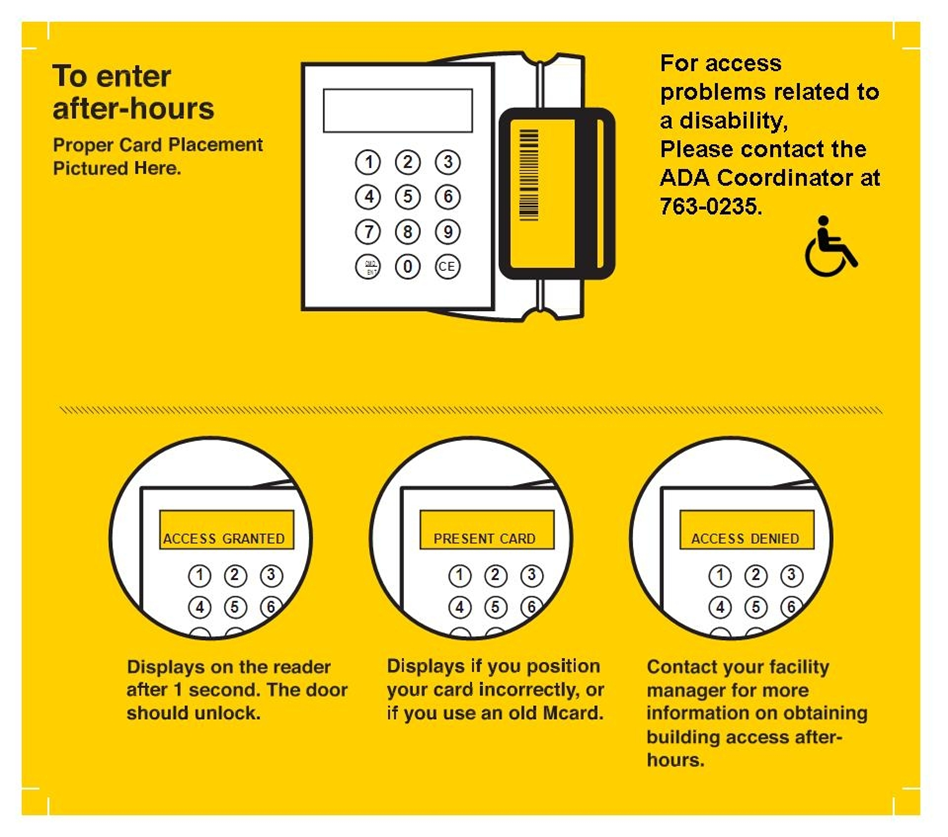 To enter
after-hours
Proper Card Placement
Pictured Here.
1 2 3
4 5 6
7 8 9
0 CE
For access
problems related to
a disability,
Please contact the
ADA Coordinator at
763-0235.
ACCESS GRANTED
1 2 3
4 5 6
Displays on the reader
after 1 second. The door
should unlock.
PRESENT CARD
1 2 3
4 5 6
Displays if you position
your card incorrectly, or
if you use an old Mcard.
ACCESS DENIED
1 2 3
4 5 6
Contact your facility
manager for more
information on obtaining
building access after-
hours.